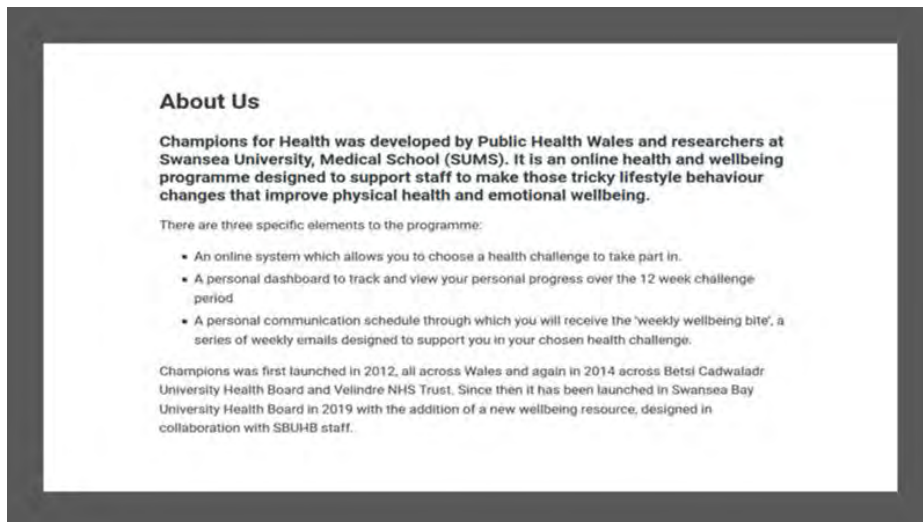 About Us
Champions for Health was developed by Public Health Wales and researchers at
Swansea University, Medical School (SUMS). It is an online health and wellbeing
programme designed to support staff to make those tricky lifestyle behaviour
changes that improve physical health and emotional wellbeing.
There are three specific elements to the programme:
• An online system which allows you to choose a health challenge to take part in.
• A personal dashboard to track and view your personal progress over the 12 week challenge
period
• A personal communication schedule through which you will receive the 'weekly wellbeing bite', a
series of weekly emails designed to support you in your chosen health challenge.
Champions was first launched in 2012, all across Wales and again in 2014 across Betsi Cadwaladr
University Health Board and Velindre NHS Trust. Since then it has been launched in Swansea Bay
University Health Board in 2019 with the addition of a new wellbeing resource, designed in
collaboration with SBUHB staff.